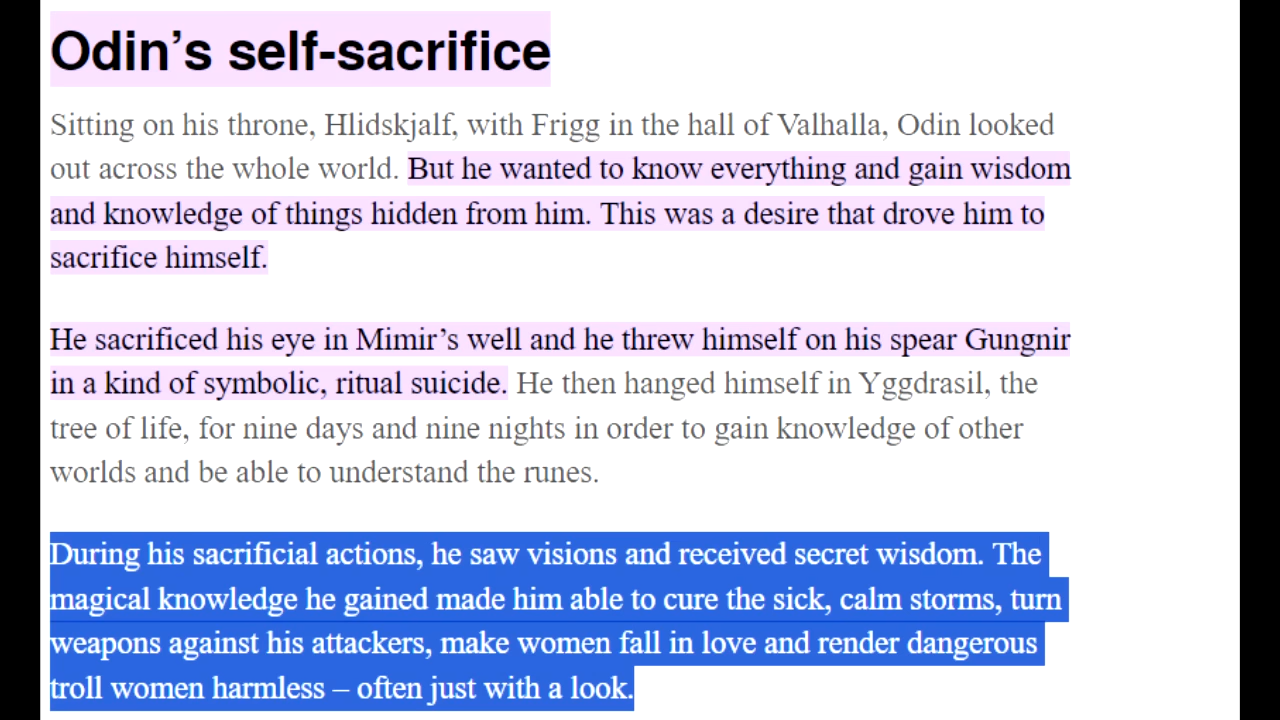 Odin’s self-sacrifice
Sitting on his throne, Hlidskjalf, with Frigg in the hall of Valhalla, Odin looked
out across the whole world. But he wanted to know everything and gain wisdom
and knowledge of things hidden from him. This was a desire that drove him to
sacrifice himself.
He sacrificed his eye in Mimir’s well and he threw himself on his spear Gungnir
in a kind of symbolic, ritual suicide. He then hanged himself in Yggdrasil, the
tree of life, for nine days and nine nights in order to gain knowledge of other
worlds and be able to understand the runes.
During his sacrificial actions, he saw visions and received secret wisdom. The
magical knowledge he gained made him able to cure the sick, calm storms, turn
weapons against his attackers, make women fall in love and render dangerous
troll women harmless – often just with a look.